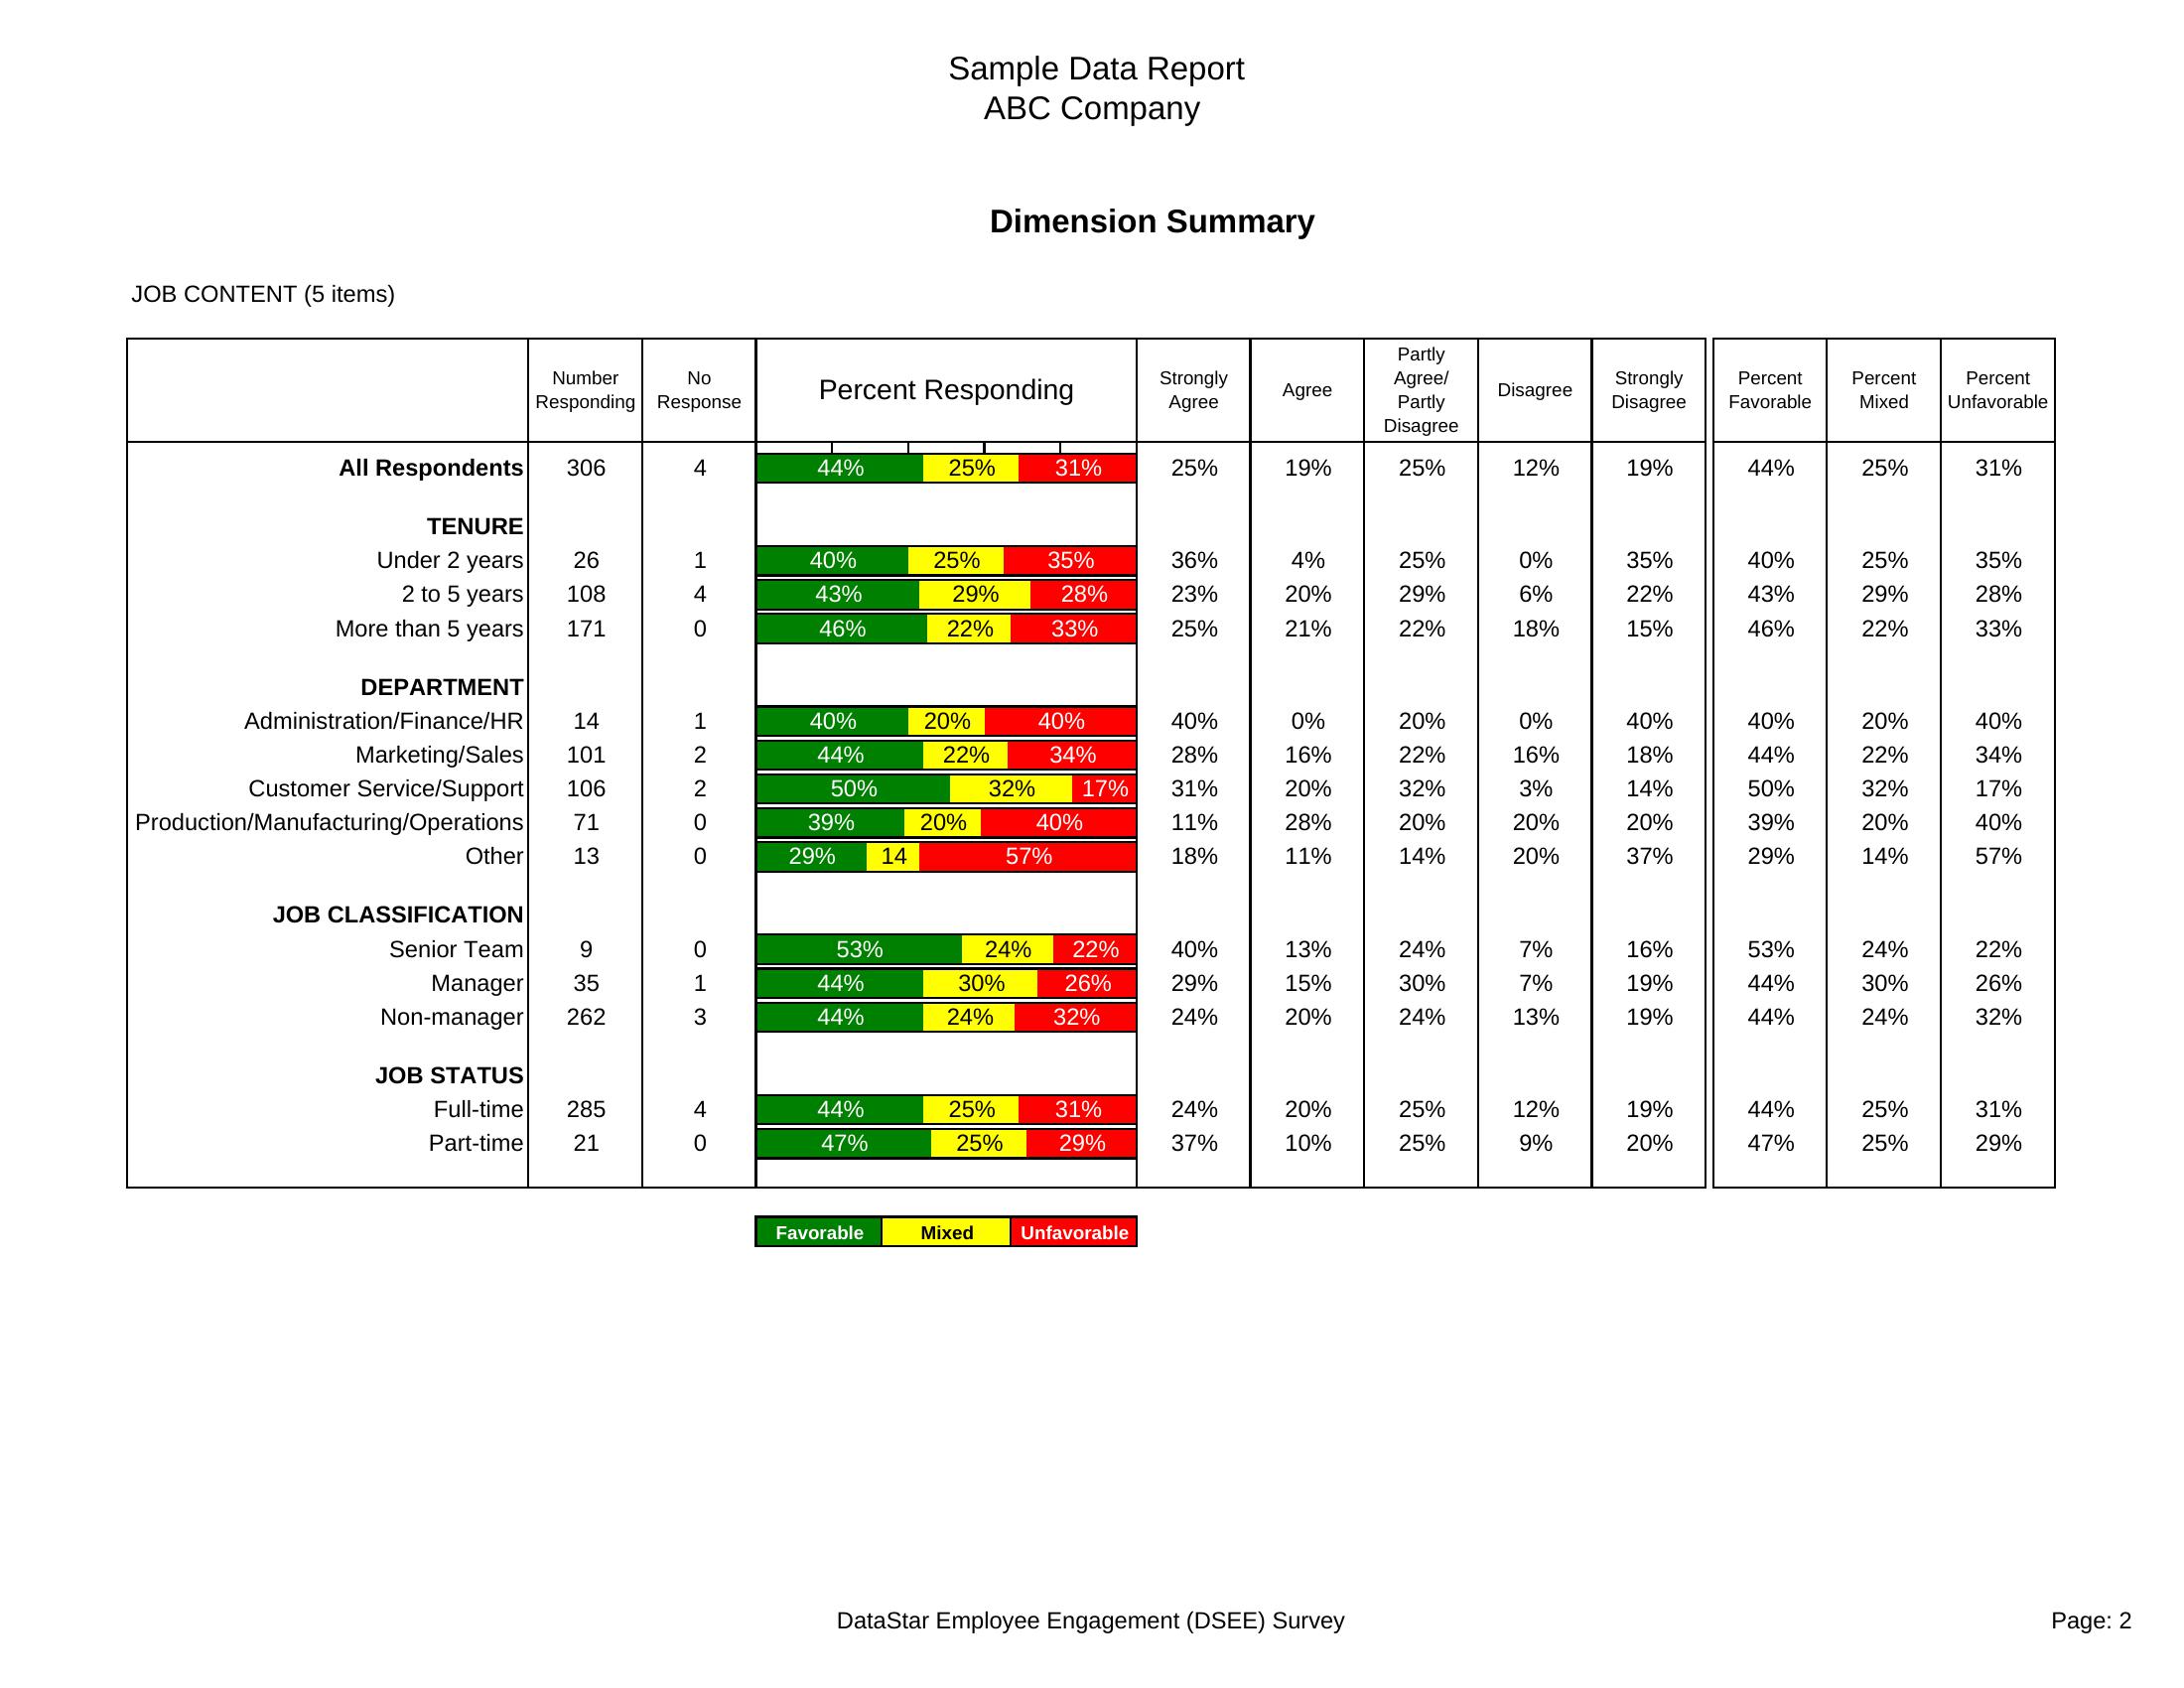 Sample Data Report
ABC Company
Dimension Summary
JOB CONTENT (5 items)
Number Responding No Response Percent Responding Strongly Agree Agree Partly Agree/ Partly Disagree Disagree Strongly Disagree Percent Favorable Percent Mixed Percent Unfavorable
All Respondents 306 4 44% 25% 31% 25% 19% 25% 12% 19% 44% 25% 31%
TENURE
Under 2 years 26 1 40% 25% 35% 36% 4% 25% 0% 35% 40% 25% 35%
2 to 5 years 108 4 43% 29% 28% 23% 20% 29% 6% 22% 43% 29% 28%
More than 5 years 171 0 46% 22% 33% 25% 21% 22% 18% 15% 46% 22% 33%
DEPARTMENT
Administration/Finance/HR 14 1 40% 20% 40% 40% 0% 20% 0% 40% 40% 20% 40%
Marketing/Sales 101 2 44% 22% 34% 28% 16% 22% 16% 18% 44% 22% 34%
Customer Service/Support 106 2 50% 32% 17% 31% 20% 32% 3% 14% 50% 32% 17%
Production/Manufacturing/Operations 71 0 39% 20% 40% 11% 28% 20% 20% 20% 39% 20% 40%
Other 13 0 29% 14 57% 18% 11% 14% 20% 37% 29% 14% 57%
JOB CLASSIFICATION
Senior Team 9 0 53% 24% 22% 40% 13% 24% 7% 16% 53% 24% 22%
Manager 35 1 44% 30% 26% 29% 15% 30% 7% 19% 44% 30% 26%
Non-manager 262 3 44% 24% 32% 24% 20% 24% 13% 19% 44% 24% 32%
JOB STATUS
Full-time 285 4 44% 25% 31% 24% 20% 25% 12% 19% 44% 25% 31%
Part-time 21 0 47% 25% 29% 37% 10% 25% 9% 20% 47% 25% 29%
Favorable Mixed Unfavorable
DataStar Employee Engagement (DSEE) Survey Page: 2